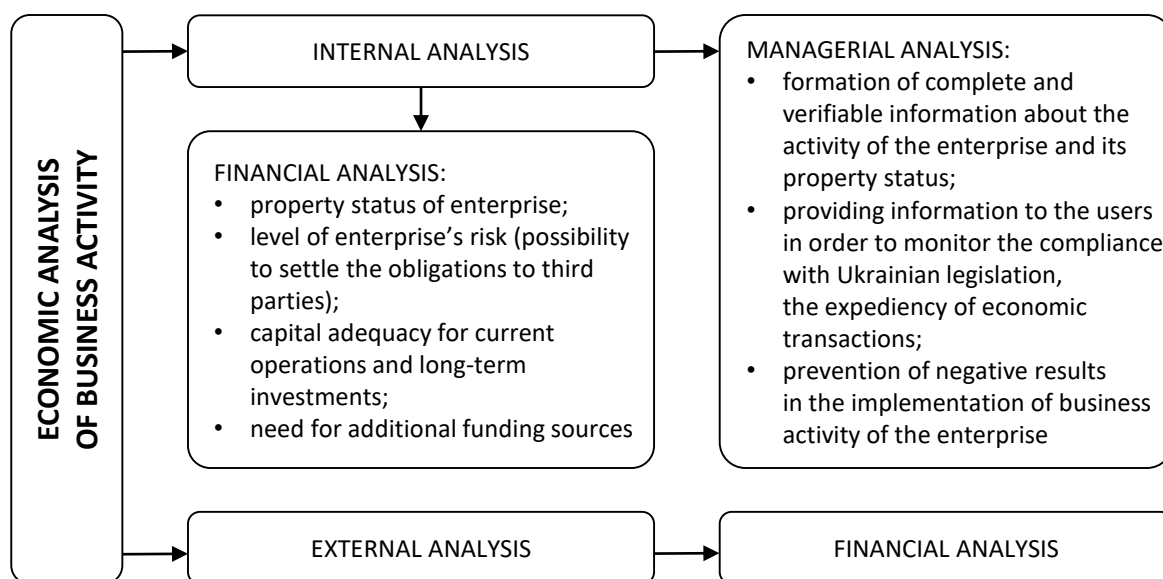 ECONOMIC ANALYSIS
OF BUSINESS ACTIVITY
INTERNAL ANALYSIS
FINANCIAL ANALYSIS:
• property status of enterprise;
• level of enterprise’s risk (possibility
to settle the obligations to third
parties);
• capital adequacy for current
operations and long-term
investments;
• need for additional funding sources
MANAGERIAL ANALYSIS:
• formation of complete and
verifiable information about the
activity of the enterprise and its
property status;
• providing information to the users
in order to monitor the compliance
with Ukrainian legislation,
the expediency of economic
transactions;
• prevention of negative results
in the implementation of business
activity of the enterprise
EXTERNAL ANALYSIS
FINANCIAL ANALYSIS